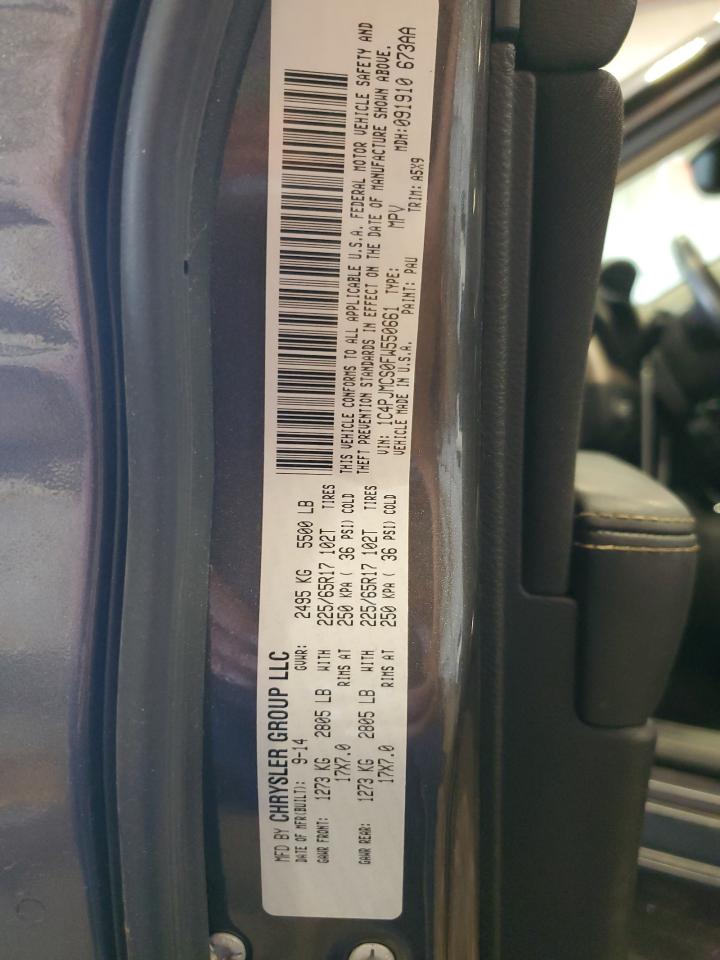 MFD BY CHRYSLER GROUP LLC
DATE OF MFR(BUILT): 9-14 GVWR: 2495 KG 5500 LB
GAWR FRONT: 1273 KG 2805 LB WITH 225/65R17 102T TIRES
17X7.0 RIMS AT 250 KPA ( 36 PSI) COLD
GAWR REAR: 1273 KG 2805 LB WITH 225/65R17 102T TIRES
17X7.0 RIMS AT 250 KPA ( 36 PSI) COLD
THIS VEHICLE CONFORMS TO ALL APPLICABLE U.S.A. FEDERAL MOTOR VEHICLE SAFETY AND
THEFT PREVENTION STANDARDS IN EFFECT ON THE DATE OF MANUFACTURE SHOWN ABOVE.
VIN: 1C4PJMCS0FW550661 TYPE: MPV MDH:091910 673AA
VEHICLE MADE IN U.S.A. PAINT: PAU TRIM: A5X9